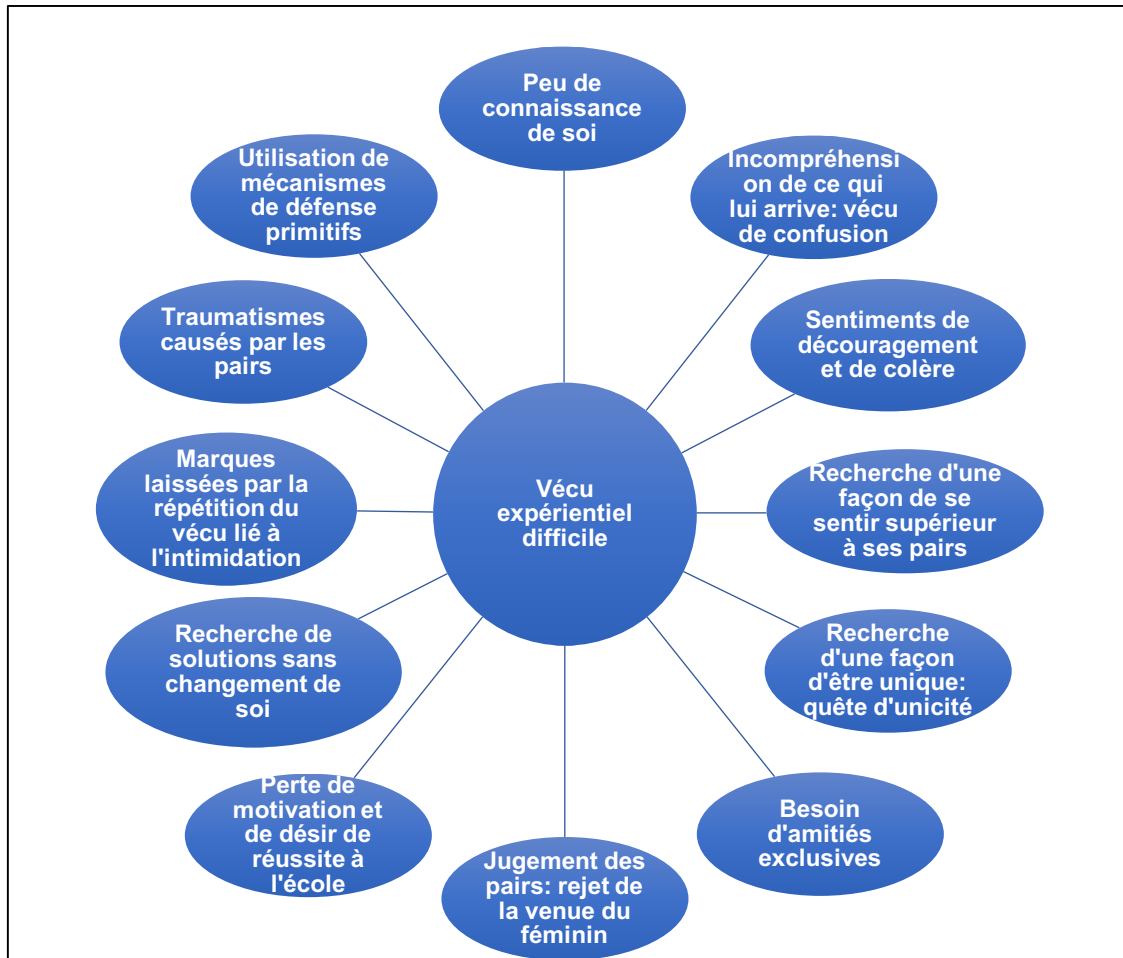 Peu de
connaissance
de soi
Incompréhensi
on de ce qui
lui arrive: vécu
de confusion
Sentiments de
découragement
et de colère
Recherche d'une
façon de se
sentir supérieur
à ses pairs
Recherche
d'une façon
d'être unique:
quête d'unicité
Besoin
d'amitiés
exclusives
Jugement des
pairs: rejet de
la venue du
féminin
Perte de
motivation et
de désir de
réussite à
l'école
Recherche de
solutions sans
changement de
soi
Marques
laissées par la
répétition du
vécu lié à
l'intimidation
Traumatismes
causés par les
pairs
Utilisation de
mécanismes
de défense
primitifs
Vécu
expérientiel
difficile